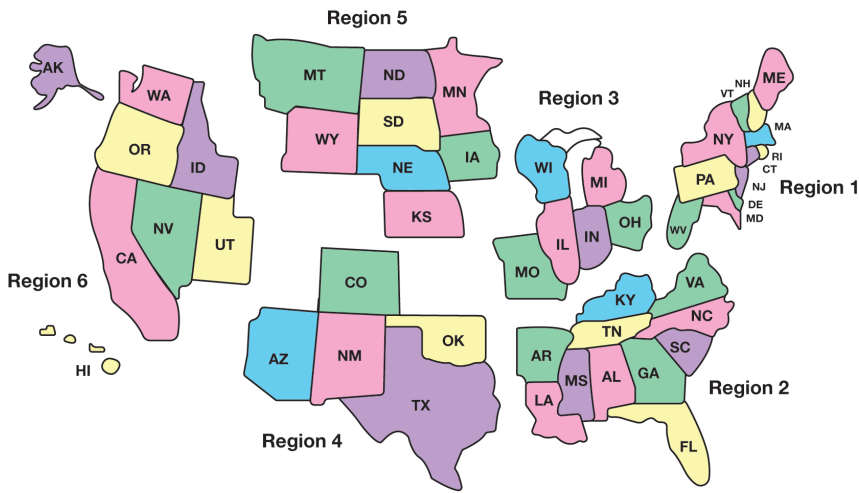 Region 5
AK
WA
OR
ID
NV
UT
CA
Region 6
HI
MT
ND
MN
WY
SD
NE
IA
KS
Region 3
WI
MI
IL
IN
OH
MO
ME
NH
VT
NY
MA
RI
CT
PA
NJ
Region 1
DE
MD
WV
CO
AZ
NM
OK
TX
Region 4
KY
VA
TN
NC
AR
MS
AL
GA
SC
LA
Region 2
FL